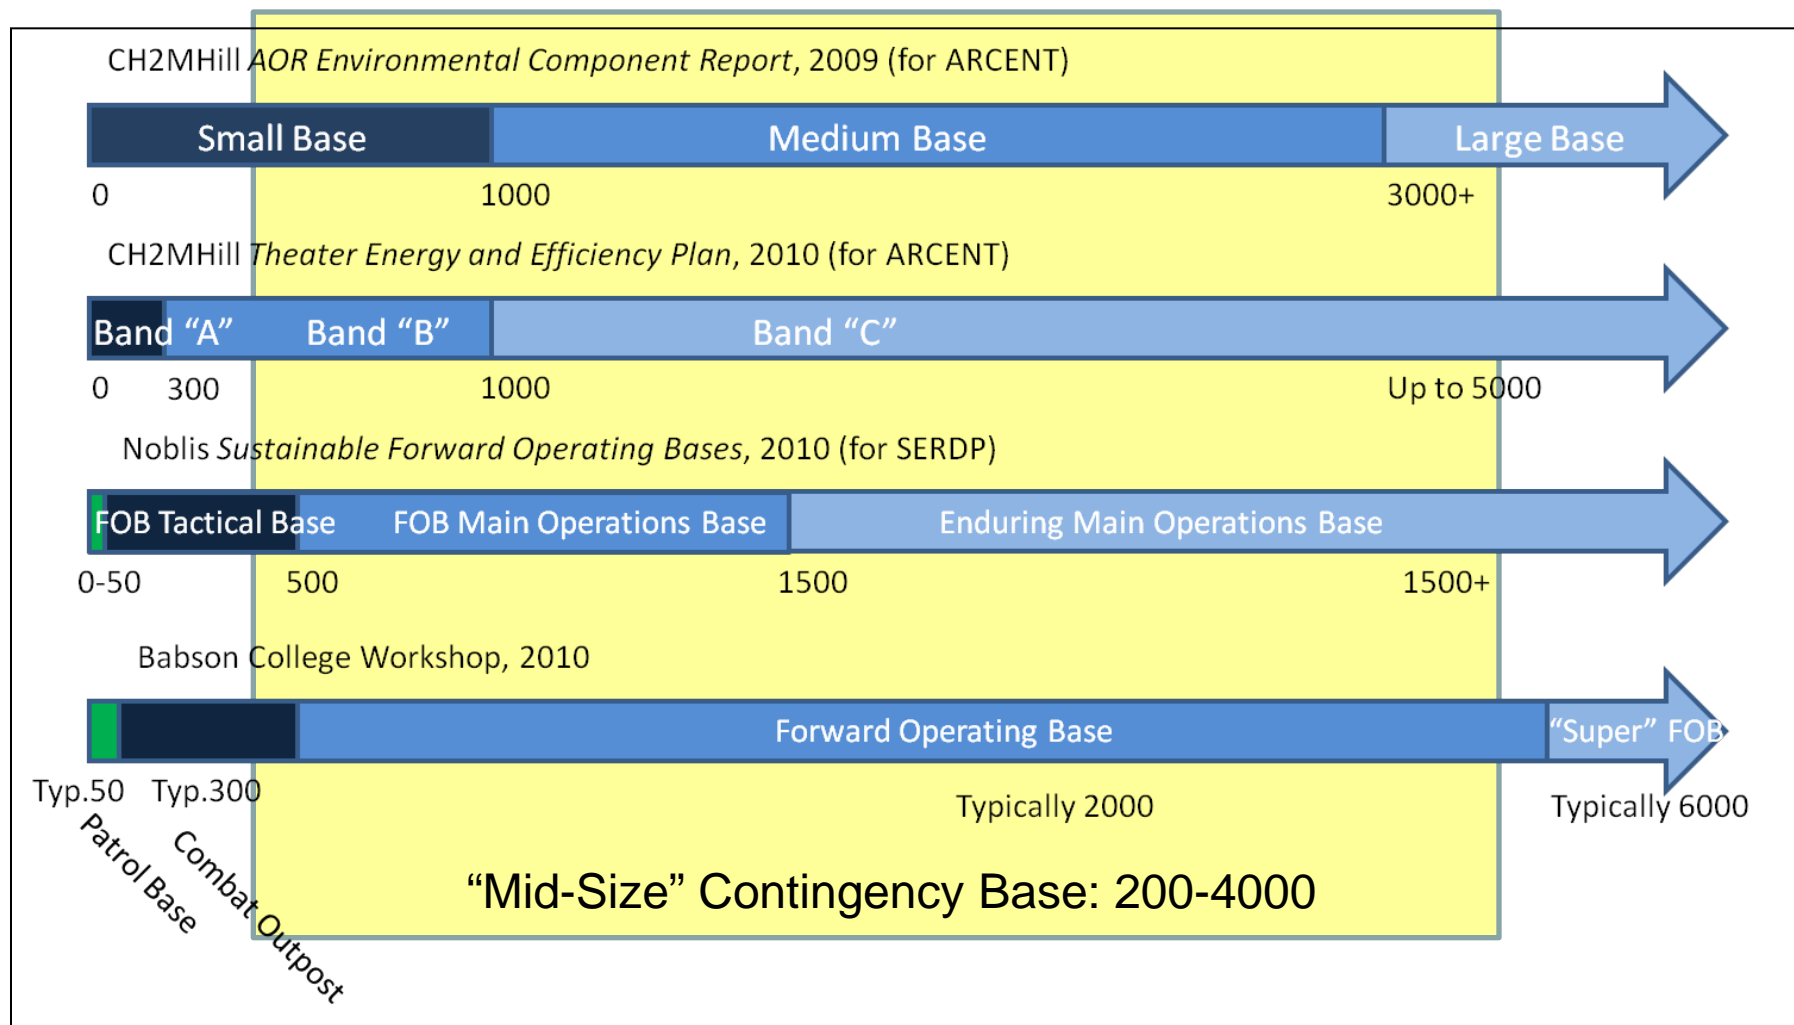 CH2MHill AOR Environmental Component Report, 2009 (for ARCENT)
Small Base Medium Base Large Base
0 1000 3000+
CH2MHill Theater Energy and Efficiency Plan, 2010 (for ARCENT)
Band “A” Band “B” Band “C”
0 300 1000 Up to 5000
Noblis Sustainable Forward Operating Bases, 2010 (for SERDP)
FOB Tactical Base FOB Main Operations Base Enduring Main Operations Base
0-50 500 1500 1500+
Babson College Workshop, 2010
Forward Operating Base “Super” FOB
Typ.50 Typ.300 Typically 2000 Typically 6000
Patrol Base
Combat Outpost
“Mid-Size” Contingency Base: 200-4000